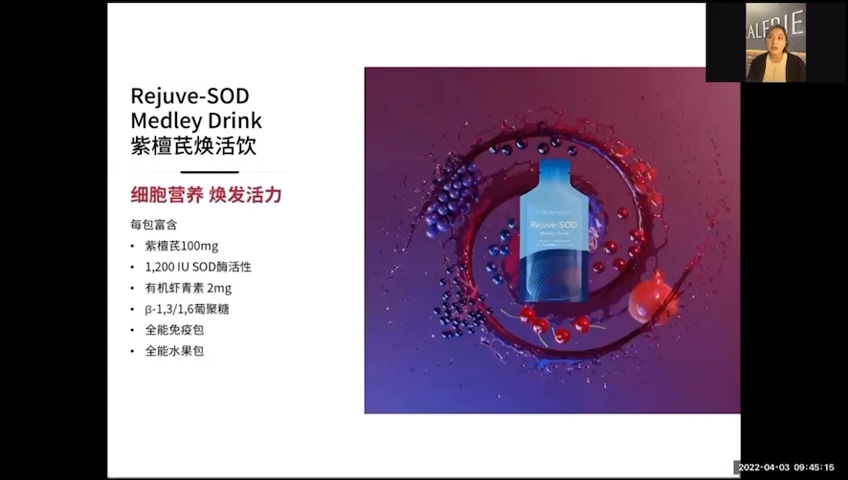 Rejuve-SOD
Medley Drink
紫檀芪焕活饮
细胞营养 焕发活力
每包富含
• 紫檀芪100mg
• 1,200 IU SOD酶活性
• 有机虾青素 2mg
• β-1,3/1,6葡聚糖
• 全能免疫包
• 全能水果包
Rejuve-SOD
Medley Drink
2022-04-03 09:45:15